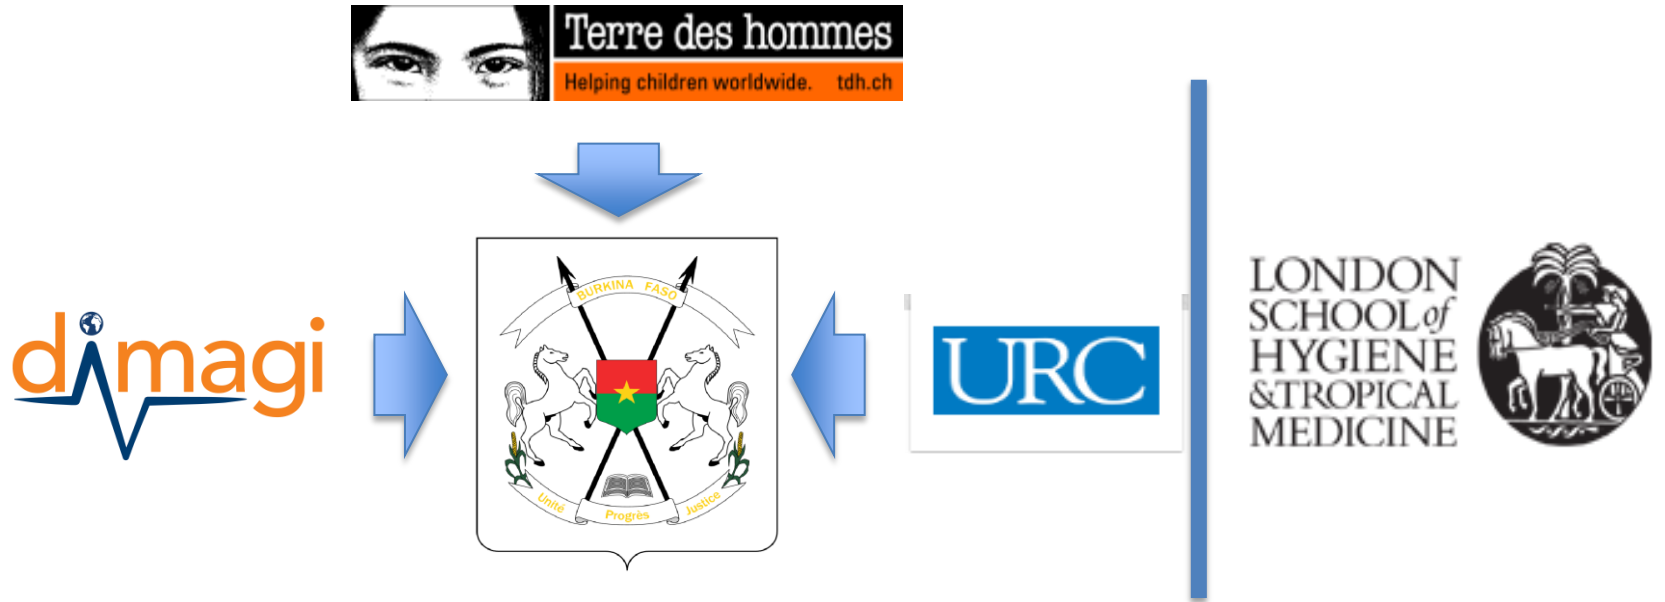 Terre des hommes
Helping children worldwide. tdh.ch
dimagi
BURKINA FASO
Unité Progrès Justice
URC
LONDON
SCHOOL of
HYGIENE
&TROPICAL
MEDICINE